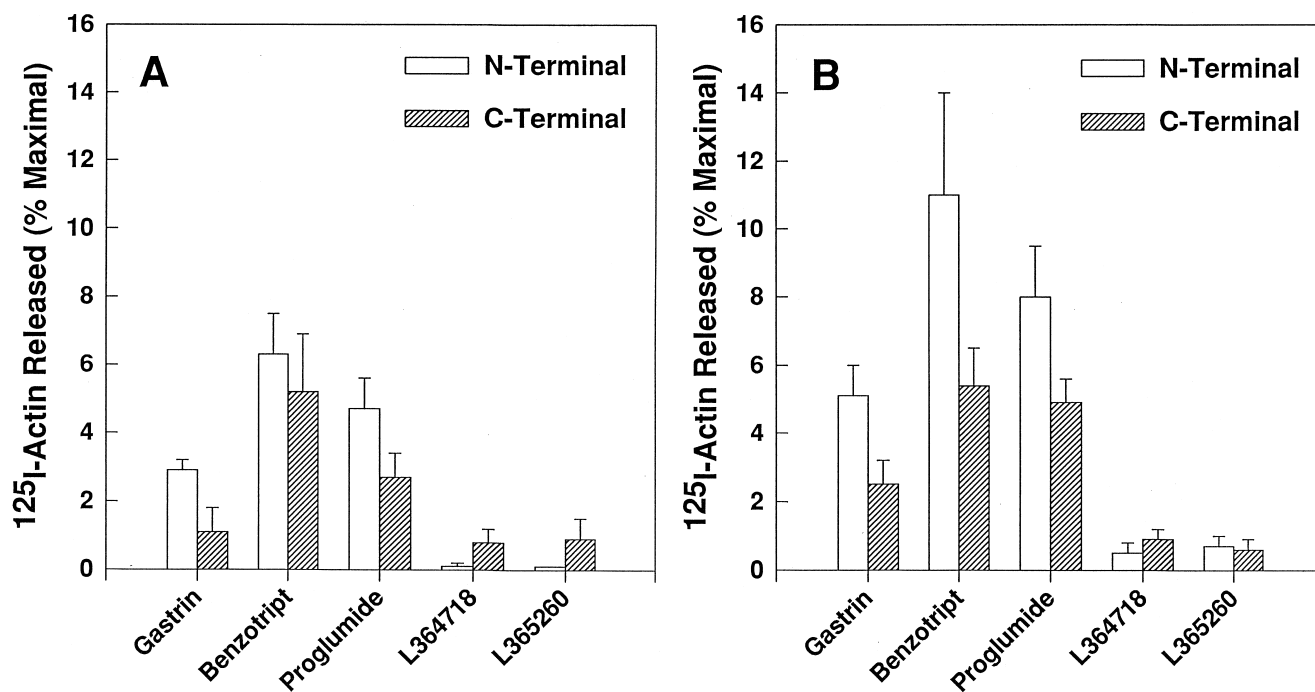 A
N-Terminal
C-Terminal
125I-Actin Released (% Maximal)
16
14
12
10
8
6
4
2
0
Gastrin
Benzotript
Proglumide
L364718
L365260
B
N-Terminal
C-Terminal
125I-Actin Released (% Maximal)
16
14
12
10
8
6
4
2
0
Gastrin
Benzotript
Proglumide
L364718
L365260